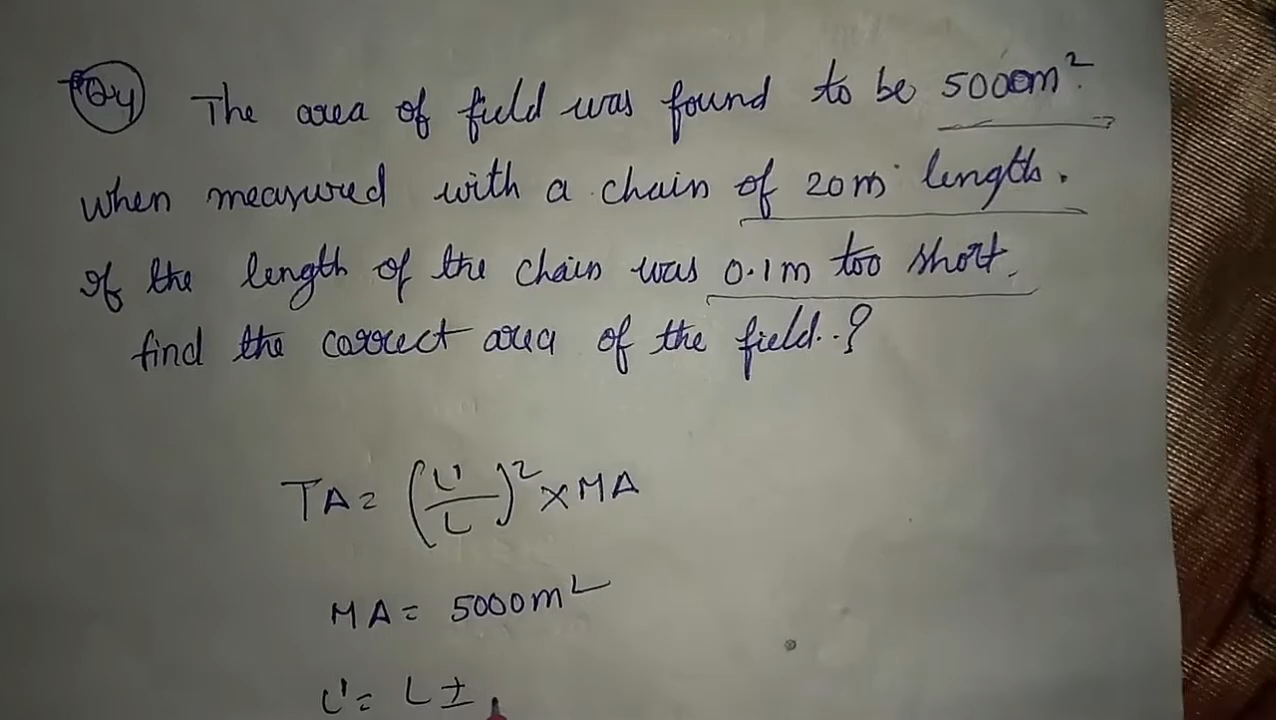 Q4 The area of field was found to be 5000m².
when measured with a chain of 20m length.
If the length of the chain was 0.1m too short.
find the correct area of the field..?
TA = (L'/L)² × MA
MA = 5000m²
L' = L ±